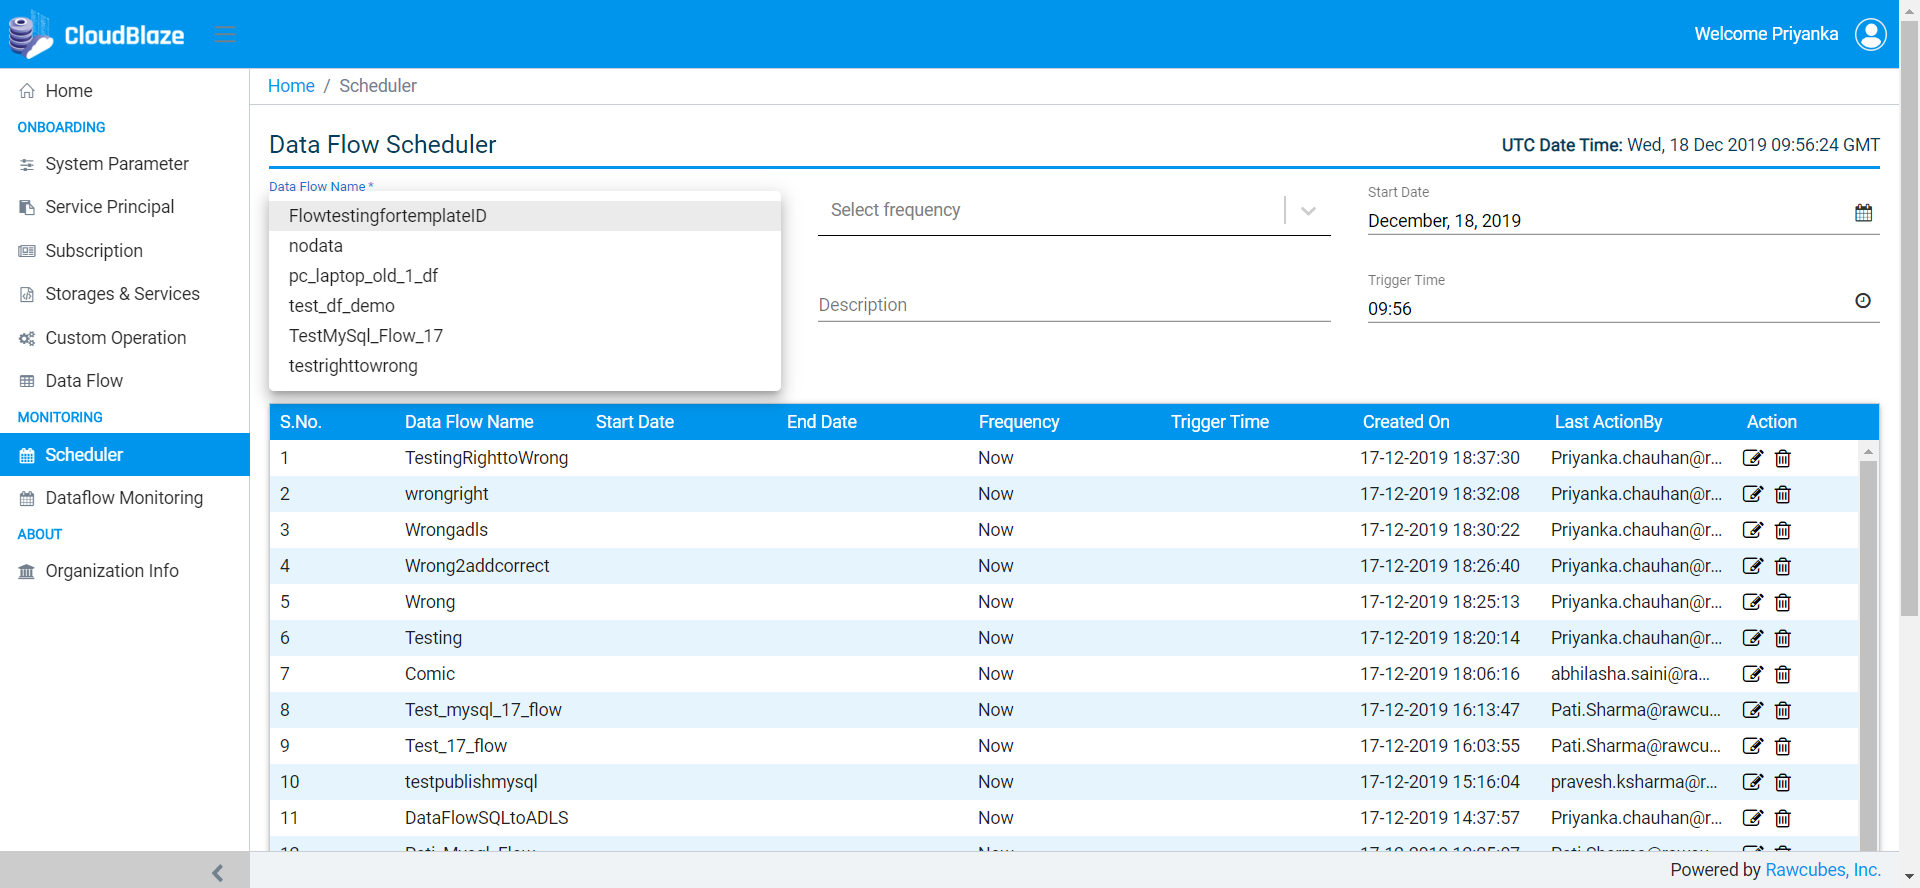 CloudBlaze
Welcome Priyanka
Home
ONBOARDING
System Parameter
Service Principal
Subscription
Storages & Services
Custom Operation
Data Flow
MONITORING
Scheduler
Dataflow Monitoring
ABOUT
Organization Info
Home / Scheduler
Data Flow Scheduler
UTC Date Time: Wed, 18 Dec 2019 09:56:24 GMT
Data Flow Name *
FlowtestingfortemplateID
nodata
pc_laptop_old_1_df
test_df_demo
TestMySql_Flow_17
testrighttowrong
Select frequency
Description
Start Date
December, 18, 2019
Trigger Time
09:56
S.No. Data Flow Name Start Date End Date Frequency Trigger Time Created On Last ActionBy Action
1 TestingRighttoWrong Now 17-12-2019 18:37:30 Priyanka.chauhan@r...
2 wrongright Now 17-12-2019 18:32:08 Priyanka.chauhan@r...
3 Wrongadls Now 17-12-2019 18:30:22 Priyanka.chauhan@r...
4 Wrong2addcorrect Now 17-12-2019 18:26:40 Priyanka.chauhan@r...
5 Wrong Now 17-12-2019 18:25:13 Priyanka.chauhan@r...
6 Testing Now 17-12-2019 18:20:14 Priyanka.chauhan@r...
7 Comic Now 17-12-2019 18:06:16 abhilasha.saini@ra...
8 Test_mysql_17_flow Now 17-12-2019 16:13:47 Pati.Sharma@rawcu...
9 Test_17_flow Now 17-12-2019 16:03:55 Pati.Sharma@rawcu...
10 testpublishmysql Now 17-12-2019 15:16:04 pravesh.ksharma@r...
11 DataFlowSQLtoADLS Now 17-12-2019 14:37:57 Priyanka.chauhan@r...
Powered by Rawcubes, Inc.